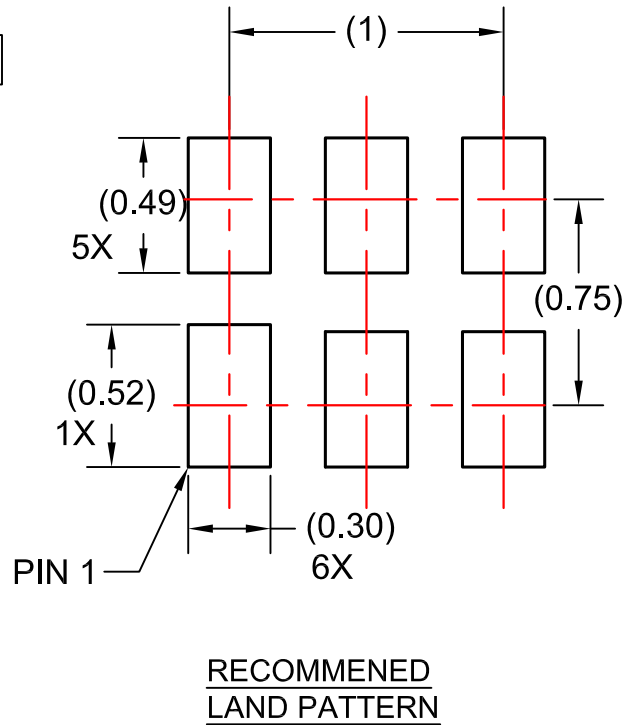 (1)
(0.49)
5X
(0.75)
(0.52)
1X
(0.30)
6X
PIN 1
RECOMMENED
LAND PATTERN